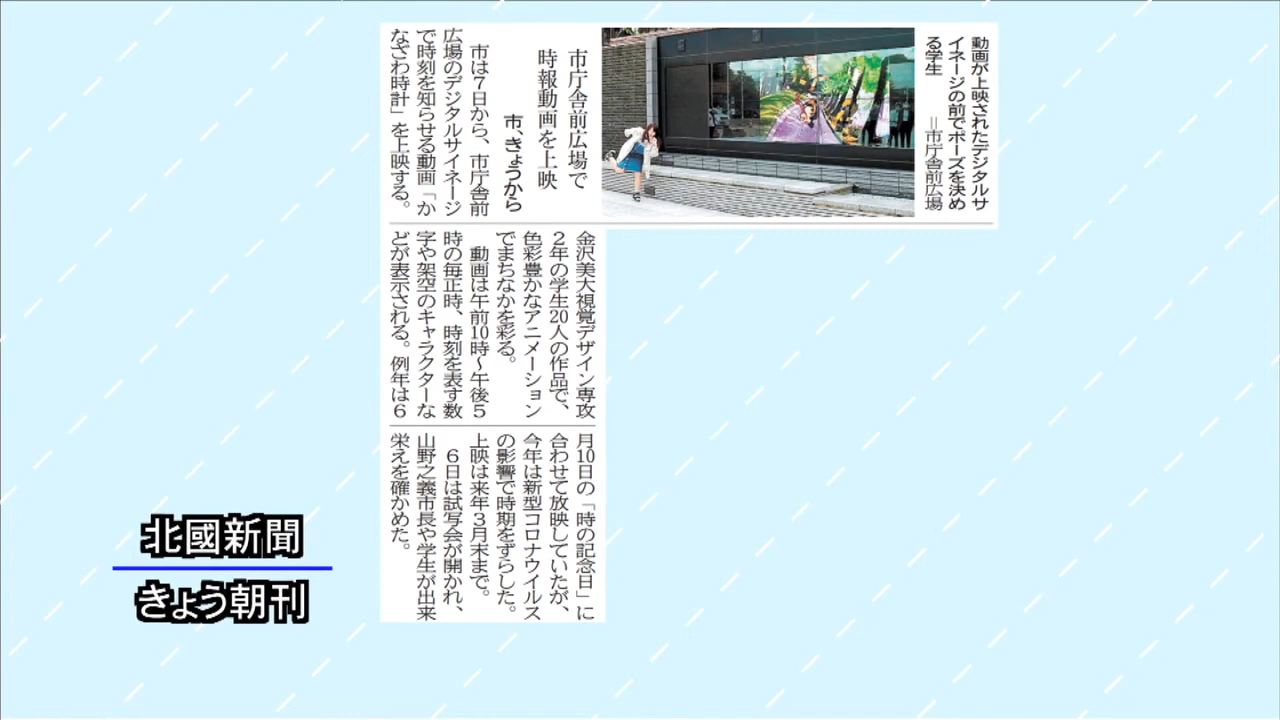 動画が上映されたデジタルサ
イネージの前でポーズを決め
る学生　＝市庁舎前広場
市庁舎前広場で
時報動画を上映
市、きょうから
　市は7日から、市庁舎前
広場のデジタルサイネージ
で時刻を知らせる動画「か
なざわ時計」を上映する。
金沢美大視覚デザイン専攻
2年の学生20人の作品で、
色彩豊かなアニメーション
でまちなかを彩る。
　動画は午前10時～午後5
時の毎正時、時刻を表す数
字や架空のキャラクターな
どが表示される。例年は6
月10日の「時の記念日」に
合わせて放映していたが、
今年は新型コロナウイルス
の影響で時期をずらした。
上映は来年3月末まで。
　6日は試写会が開かれ、
山野之義市長や学生が出来
栄えを確かめた。
北國新聞
きょう朝刊